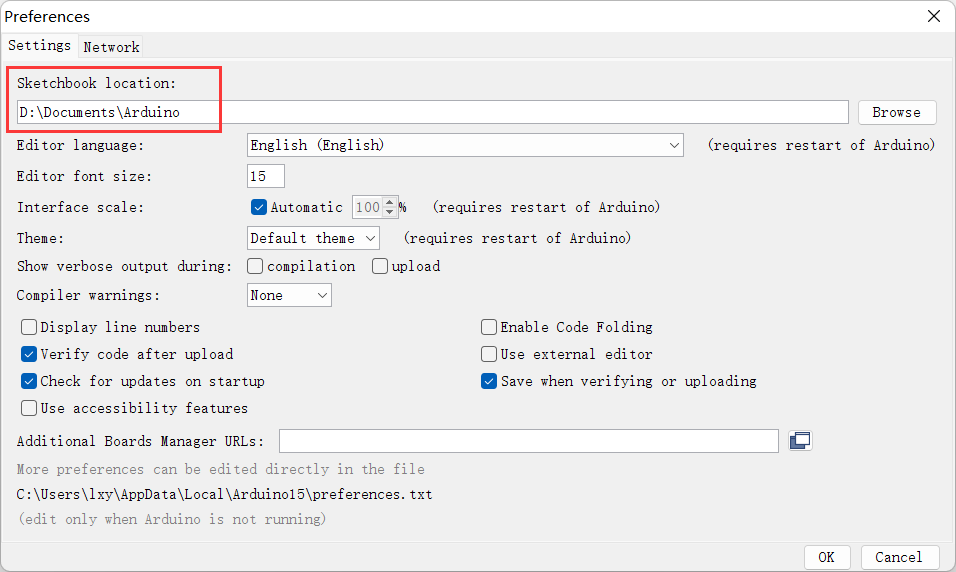 Preferences
Settings Network
Sketchbook location:
D:\Documents\Arduino Browse
Editor language: English (English) (requires restart of Arduino)
Editor font size: 15
Interface scale: Automatic 100 % (requires restart of Arduino)
Theme: Default theme (requires restart of Arduino)
Show verbose output during: compilation upload
Compiler warnings: None
Display line numbers Enable Code Folding
Verify code after upload Use external editor
Check for updates on startup Save when verifying or uploading
Use accessibility features
Additional Boards Manager URLs:
More preferences can be edited directly in the file
C:\Users\lxy\AppData\Local\Arduino15\preferences.txt
(edit only when Arduino is not running)
OK Cancel